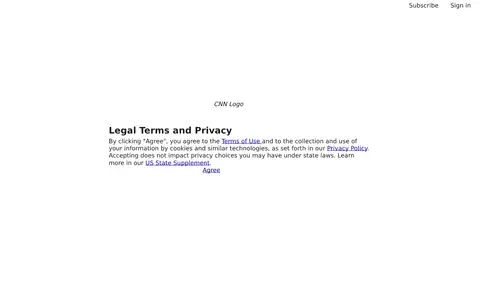 Subscribe Sign in
CNN Logo
Legal Terms and Privacy
By clicking "Agree", you agree to the Terms of Use and to the collection and use of
your information by cookies and similar technologies, as set forth in our Privacy Policy.
Accepting does not impact privacy choices you may have under state laws. Learn
more in our US State Supplement.
Agree